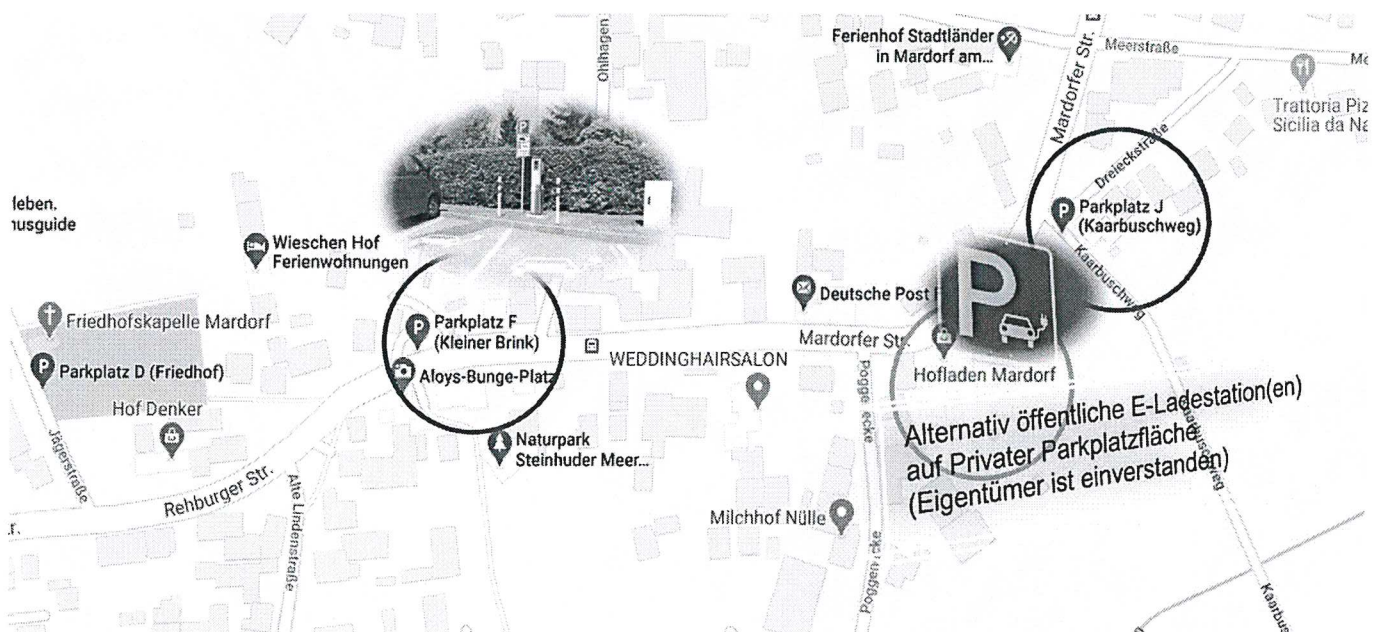 Ohlhagen
Ferienhof Stadtländer
in Mardorf am...
Mardorfer Str.
Meerstraße
Trattoria Piz
Sicilia da Na
Dreieckstraße
leben.
nusguide
P
Wieschen Hof
Ferienwohnungen
P
Parkplatz J
(Kaarbuschweg)
Kaarbuschweg
P
Deutsche Post
Friedhofskapelle Mardorf
P
Parkplatz F
(Kleiner Brink)
Mardorfer Str
WEDDINGHAIRSALON
P
Parkplatz D (Friedhof)
Aloys-Bunge-Platz
Hofladen Mardorf
Hof Denker
Alternativ öffentliche E-Ladestation(en)
auf Privater Parkplatzfläche
(Eigentümer ist einverstanden)
Naturpark
Steinhuder Meer...
Jägerstraße
Rehburger Str.
Alte Lindenstraße
Milchhof Nülle
r.
Kaarbus